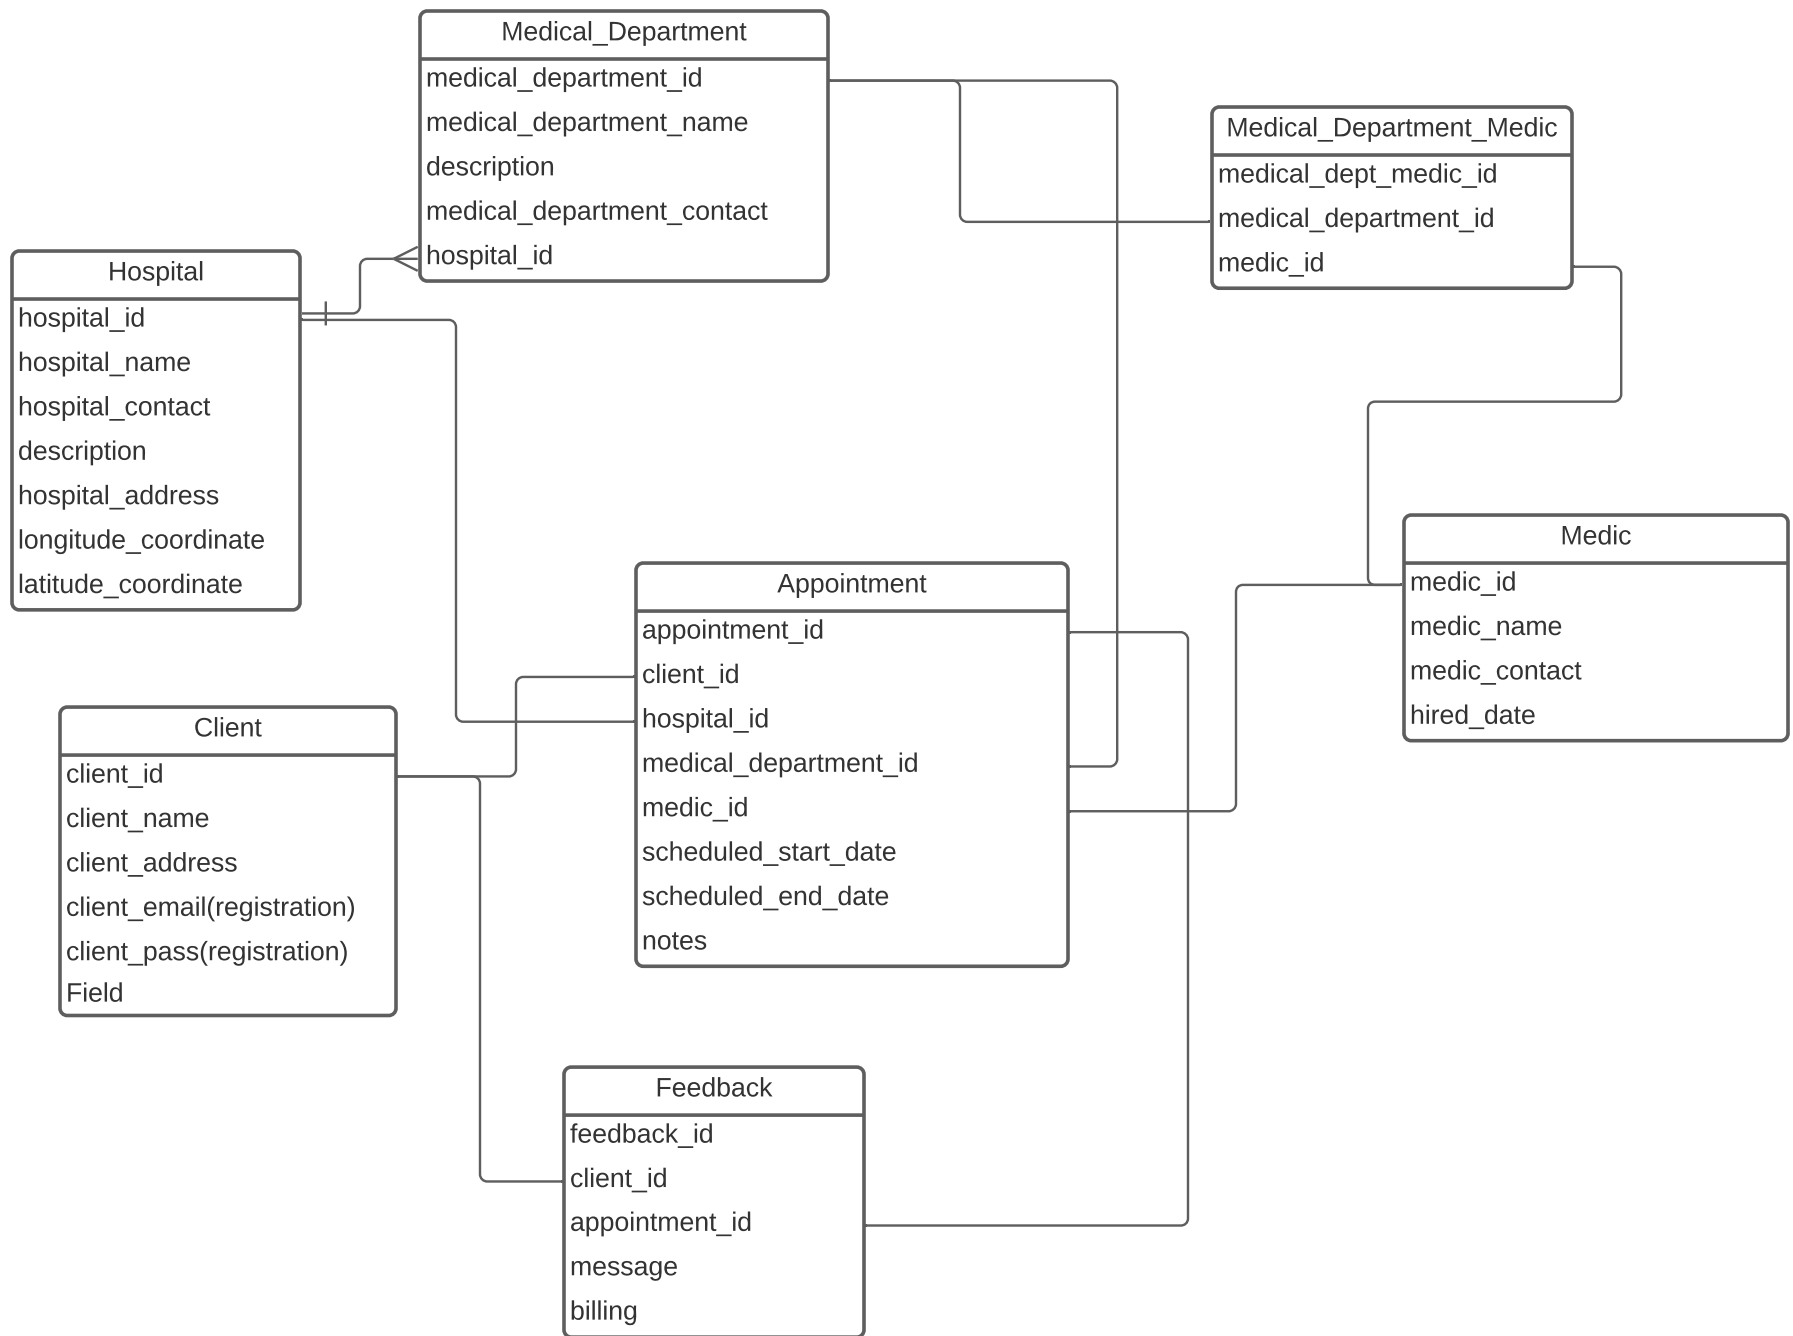 Medical_Department
medical_department_id
medical_department_name
description
medical_department_contact
hospital_id
Medical_Department_Medic
medical_dept_medic_id
medical_department_id
medic_id
Hospital
hospital_id
hospital_name
hospital_contact
description
hospital_address
longitude_coordinate
latitude_coordinate
Medic
medic_id
medic_name
medic_contact
hired_date
Appointment
appointment_id
client_id
hospital_id
medical_department_id
medic_id
scheduled_start_date
scheduled_end_date
notes
Client
client_id
client_name
client_address
client_email(registration)
client_pass(registration)
Field
Feedback
feedback_id
client_id
appointment_id
message
billing